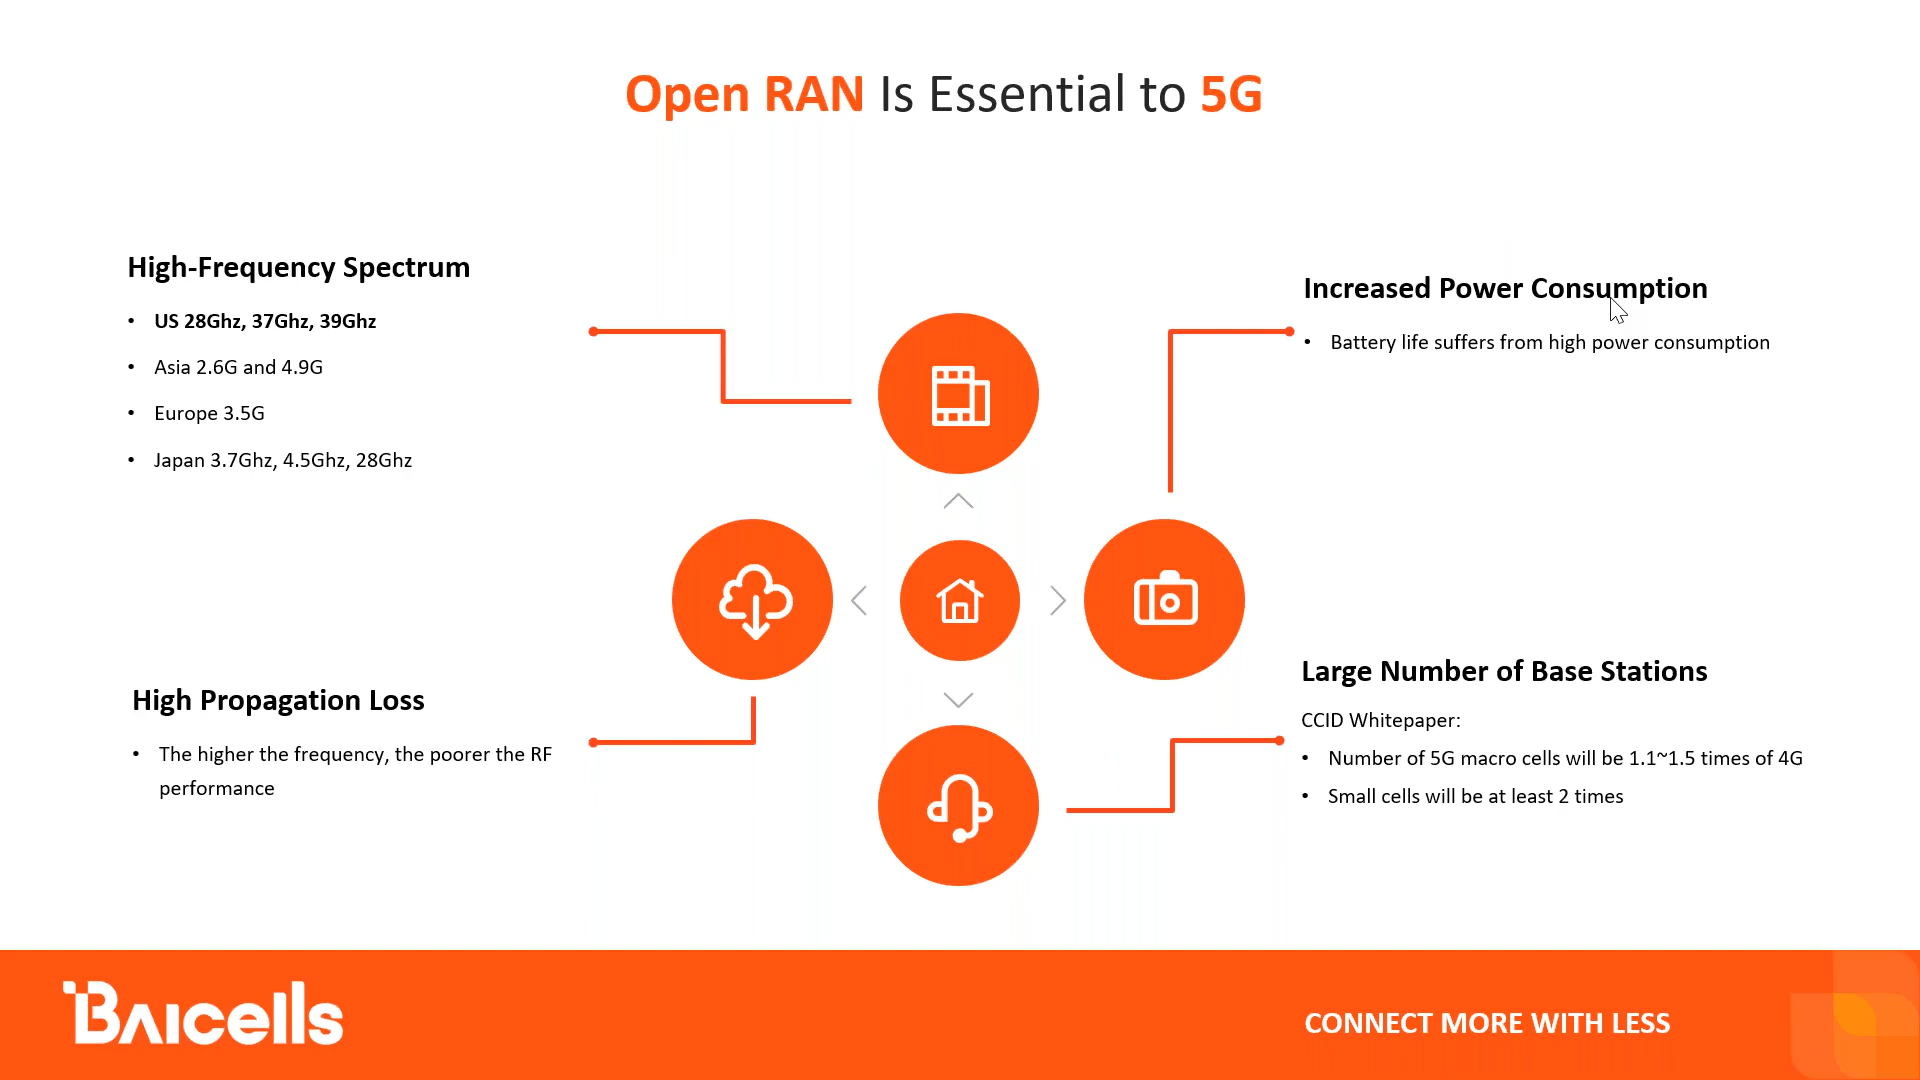 Open RAN Is Essential to 5G
High-Frequency Spectrum
• US 28Ghz, 37Ghz, 39Ghz
• Asia 2.6G and 4.9G
• Europe 3.5G
• Japan 3.7Ghz, 4.5Ghz, 28Ghz
Increased Power Consumption
• Battery life suffers from high power consumption
High Propagation Loss
• The higher the frequency, the poorer the RF
performance
Large Number of Base Stations
CCID Whitepaper:
• Number of 5G macro cells will be 1.1~1.5 times of 4G
• Small cells will be at least 2 times
BAIcells
CONNECT MORE WITH LESS